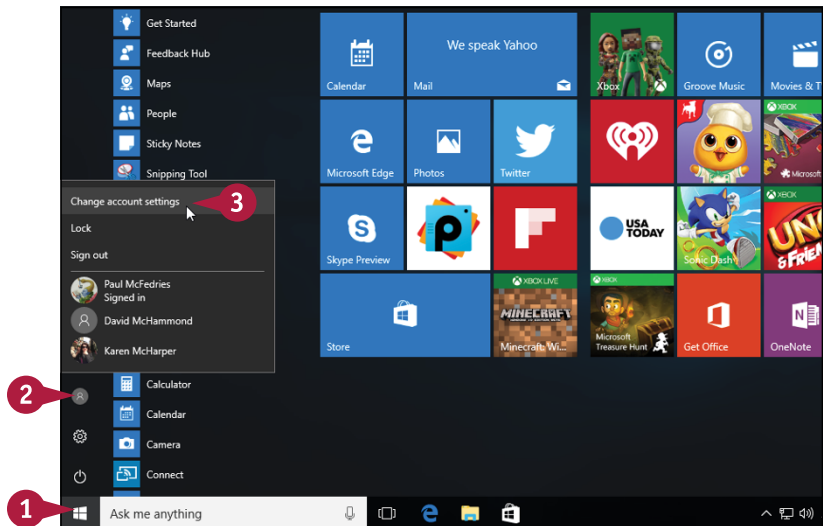 Get Started
Feedback Hub
Maps
People
Sticky Notes
Snipping Tool
Change account settings
3
Lock
Sign out
Paul McFedries
Signed in
David McHammond
Karen McHarper
Calculator
2
Calendar
Camera
Connect
1
Ask me anything
We speak Yahoo
Calendar
Mail
Xbox
Groove Music
Movies & T
Microsoft Edge
Photos
Twitter
XBOX
Microsoft
Skype Preview
USA
TODAY
Sonic Dash
XBOX
UNO
& FRIEN
Store
XBOX LIVE
MINECRAFT
Minecraft: Wi...
XBOX
Microsoft
Treasure Hunt
Get Office
N
OneNote